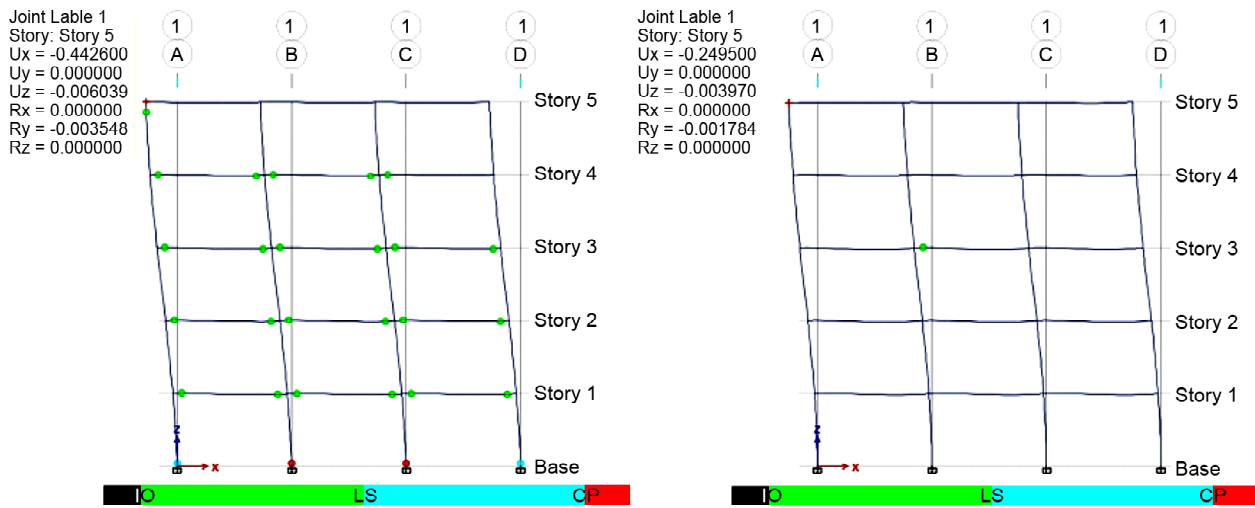 Joint Lable 1
Story: Story 5
Ux = -0.442600
Uy = 0.000000
Uz = -0.006039
Rx = 0.000000
Ry = -0.003548
Rz = 0.000000
1 1 1 1
A B C D
Story 5
Story 4
Story 3
Story 2
Story 1
Z
X
Base
IO LS CP
Joint Lable 1
Story: Story 5
Ux = -0.249500
Uy = 0.000000
Uz = -0.003970
Rx = 0.000000
Ry = -0.001784
Rz = 0.000000
1 1 1 1
A B C D
Story 5
Story 4
Story 3
Story 2
Story 1
Z
X
Base
IO LS CP